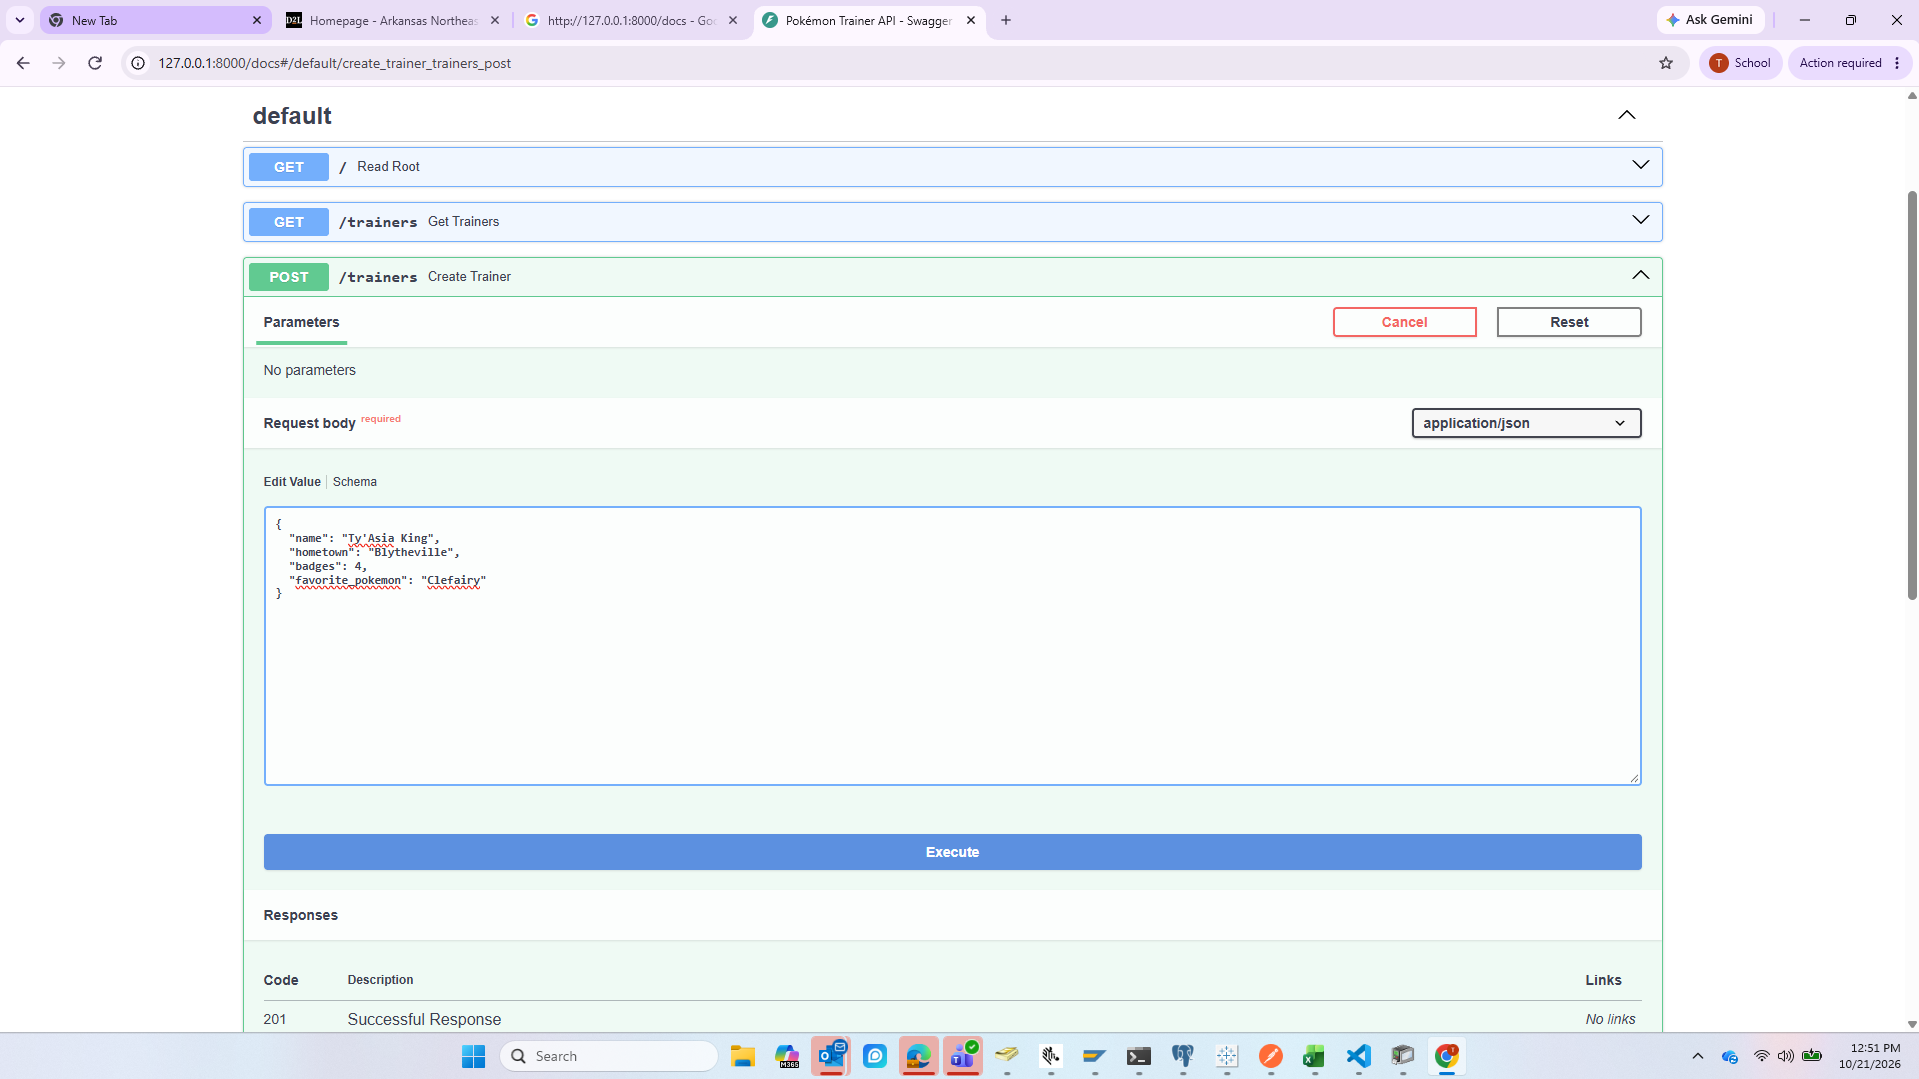 New Tab
Homepage - Arkansas Northeas
http://127.0.0.1:8000/docs - Goo
Pokémon Trainer API - Swagger
Ask Gemini
127.0.0.1:8000/docs#/default/create_trainer_trainers_post
T School
Action required
default
GET / Read Root
GET /trainers Get Trainers
POST /trainers Create Trainer
Parameters
Cancel
Reset
No parameters
Request body required
application/json
Edit Value | Schema
{
"name": "Ty'Asia King",
"hometown": "Blytheville",
"badges": 4,
"favorite_pokemon": "Clefairy"
}
Execute
Responses
Code Description Links
201 Successful Response No links
Search
12:51 PM
10/21/2026